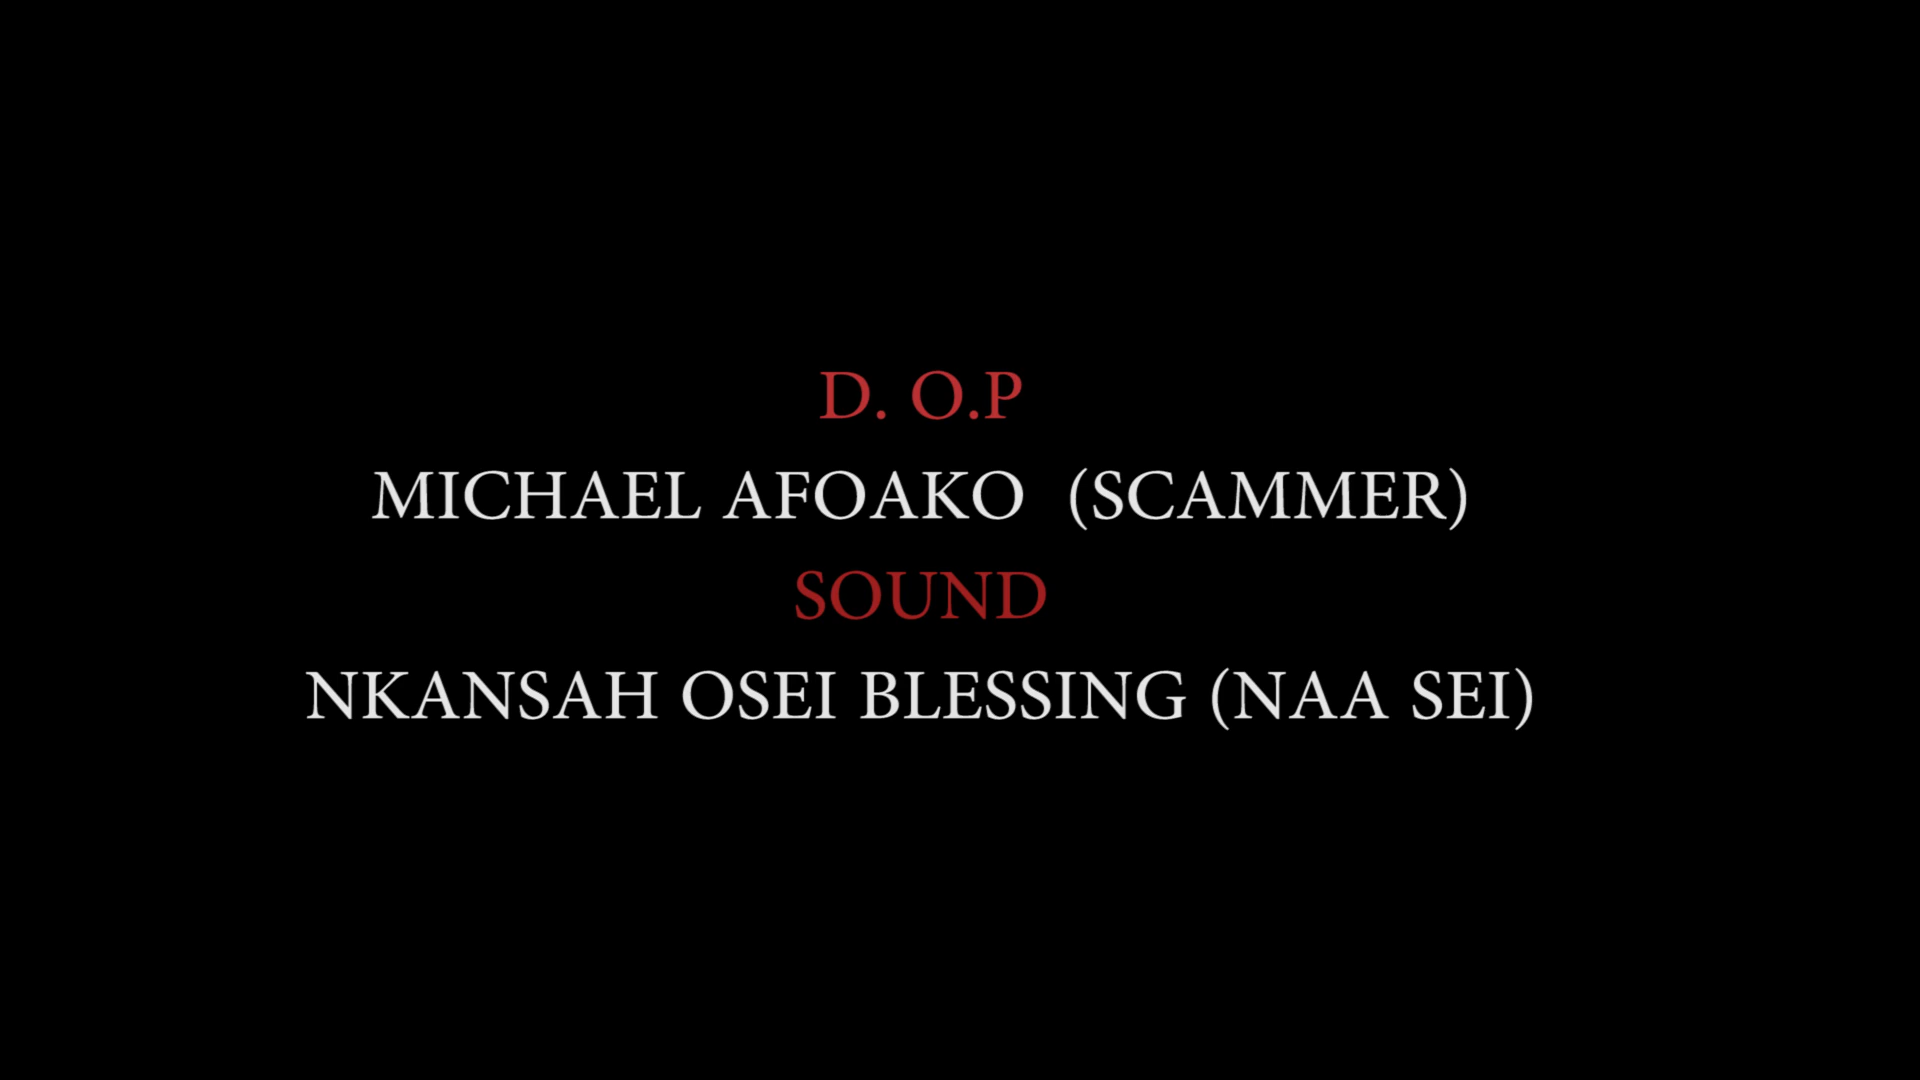 D. O.P
MICHAEL AFOAKO (SCAMMER)
SOUND
NKANSAH OSEI BLESSING (NAA SEI)